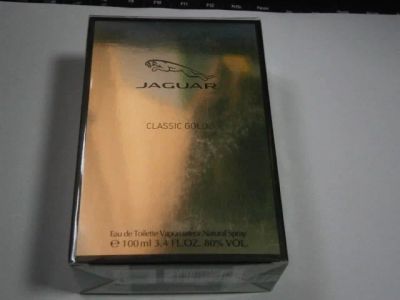 JAGUAR
CLASSIC GOLD
Eau de Toilette Vaporisateur Natural Spray
℮ 100 ml 3.4 FL.OZ. 80% VOL.